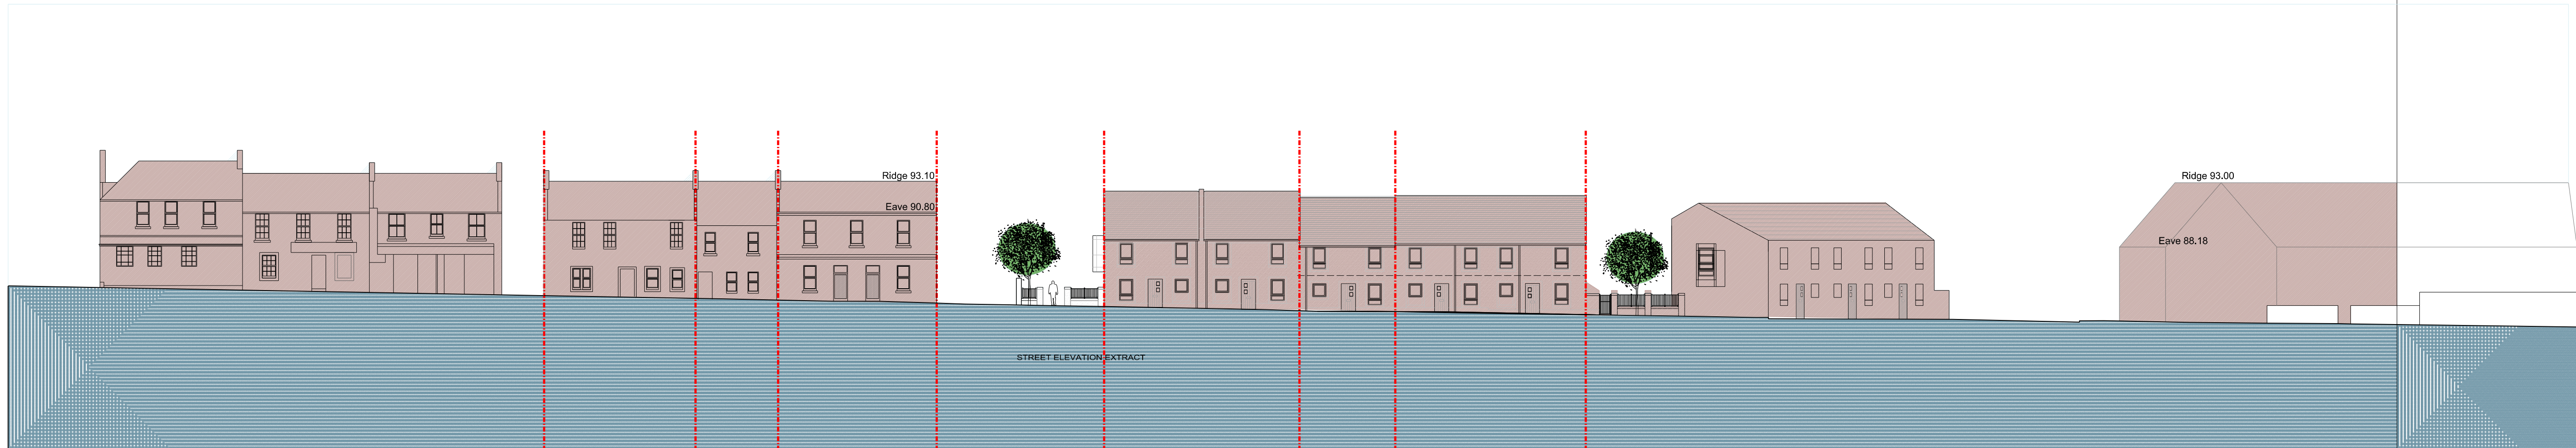 Ridge 93.10
Eave 90.80
Ridge 93.00
Eave 88.18
STREET ELEVATION EXTRACT